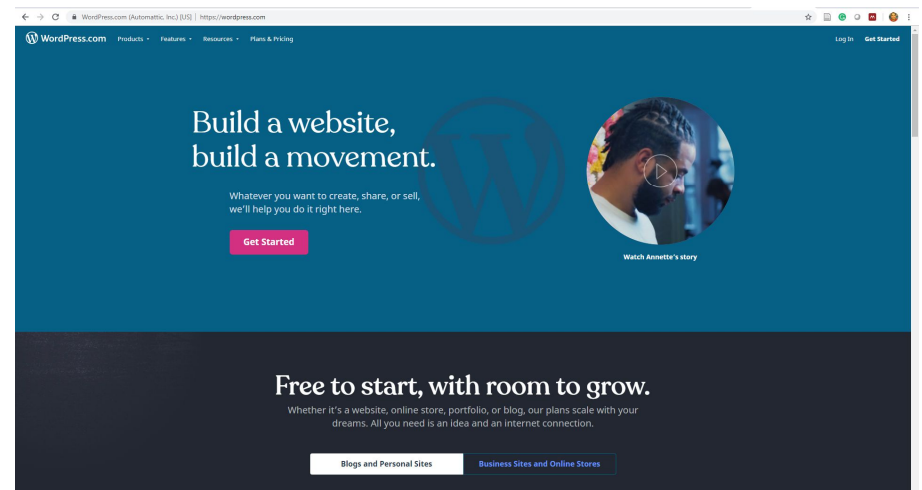 WordPress.com (Automattic, Inc.) [US] | https://wordpress.com
WordPress.com Products Features Resources Plans & Pricing Log In Get Started
Build a website,
build a movement.
Whatever you want to create, share, or sell,
we'll help you do it right here.
Get Started
Watch Annette's story
Free to start, with room to grow.
Whether it's a website, online store, portfolio, or blog, our plans scale with your
dreams. All you need is an idea and an internet connection.
Blogs and Personal Sites Business Sites and Online Stores